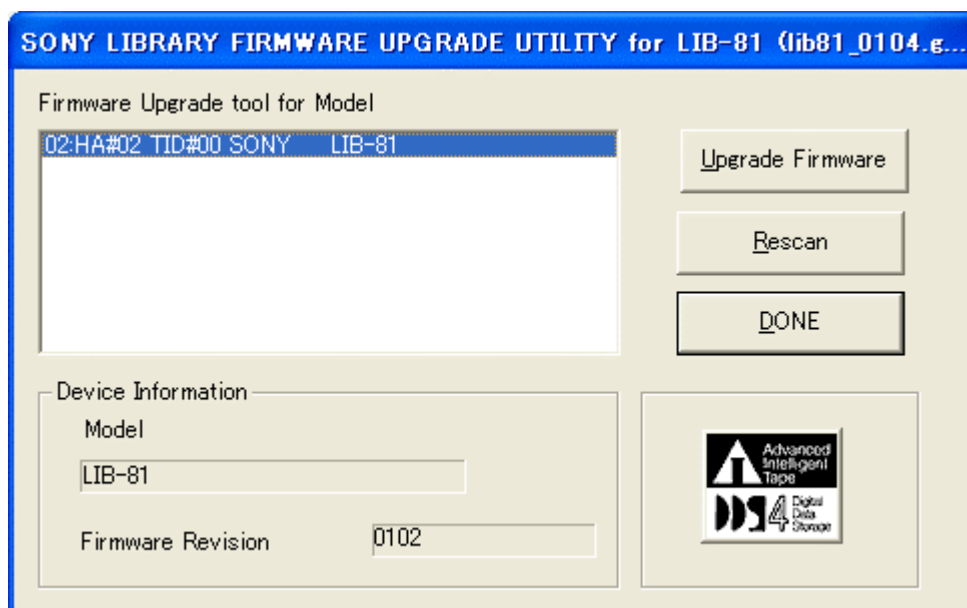 SONY LIBRARY FIRMWARE UPGRADE UTILITY for LIB-81 (lib81_0104.g...
Firmware Upgrade tool for Model
02:HA#02 TID#00 SONY LIB-81
Upgrade Firmware
Rescan
DONE
Device Information
Model
LIB-81
Firmware Revision
0102
Advanced
Intelligent
Tape
DDS4 Digital
Data
Storage